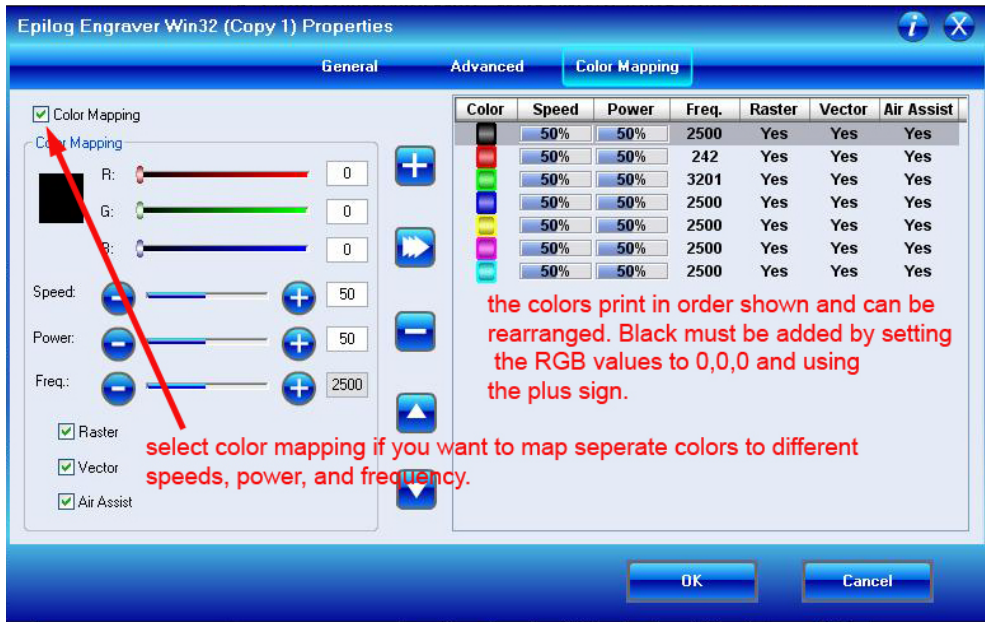 Epilog Engraver Win32 (Copy 1) Properties
General Advanced Color Mapping
Color Mapping
Color Mapping
R: 0
G: 0
B: 0
Speed: 50
Power: 50
Freq.: 2500
Raster
Vector
Air Assist
Color Speed Power Freq. Raster Vector Air Assist
50% 50% 2500 Yes Yes Yes
50% 50% 242 Yes Yes Yes
50% 50% 3201 Yes Yes Yes
50% 50% 2500 Yes Yes Yes
50% 50% 2500 Yes Yes Yes
50% 50% 2500 Yes Yes Yes
50% 50% 2500 Yes Yes Yes
the colors print in order shown and can be
rearranged. Black must be added by setting
the RGB values to 0,0,0 and using
the plus sign.
select color mapping if you want to map seperate colors to different
speeds, power, and frequency.
OK Cancel